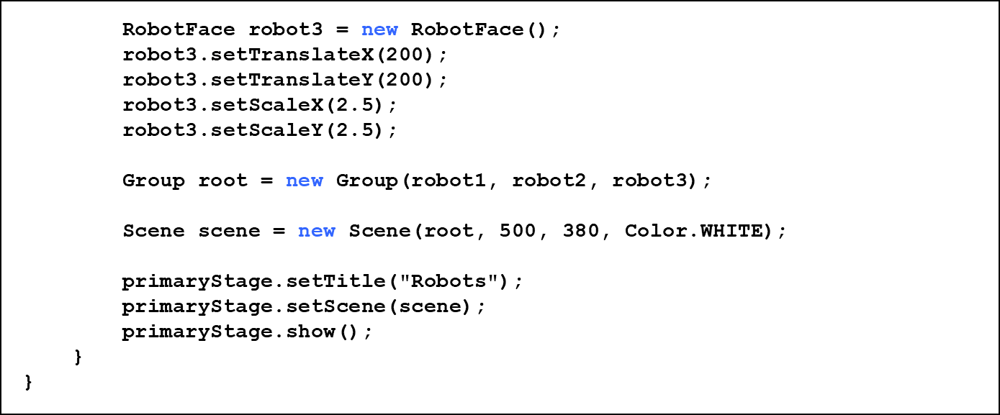 RobotFace robot3 = new RobotFace();
robot3.setTranslateX(200);
robot3.setTranslateY(200);
robot3.setScaleX(2.5);
robot3.setScaleY(2.5);
Group root = new Group(robot1, robot2, robot3);
Scene scene = new Scene(root, 500, 380, Color.WHITE);
primaryStage.setTitle("Robots");
primaryStage.setScene(scene);
primaryStage.show();
}
}